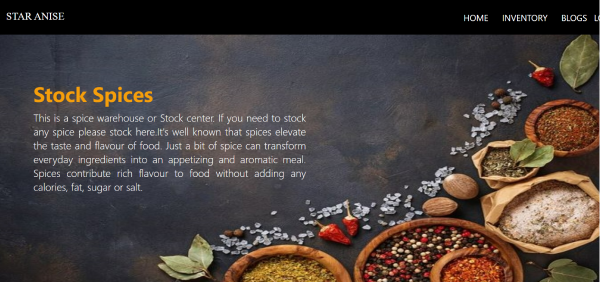 STAR ANISE
HOME INVENTORY BLOGS
Stock Spices
This is a spice warehouse or Stock center. If you need to stock
any spice please stock here.it's well known that spices elevate
the taste and flavour of food. Just a bit of spice can transform
everyday ingredients into an appetizing and aromatic meal.
Spices contribute rich flavour to food without adding any
calories, fat, sugar or salt.